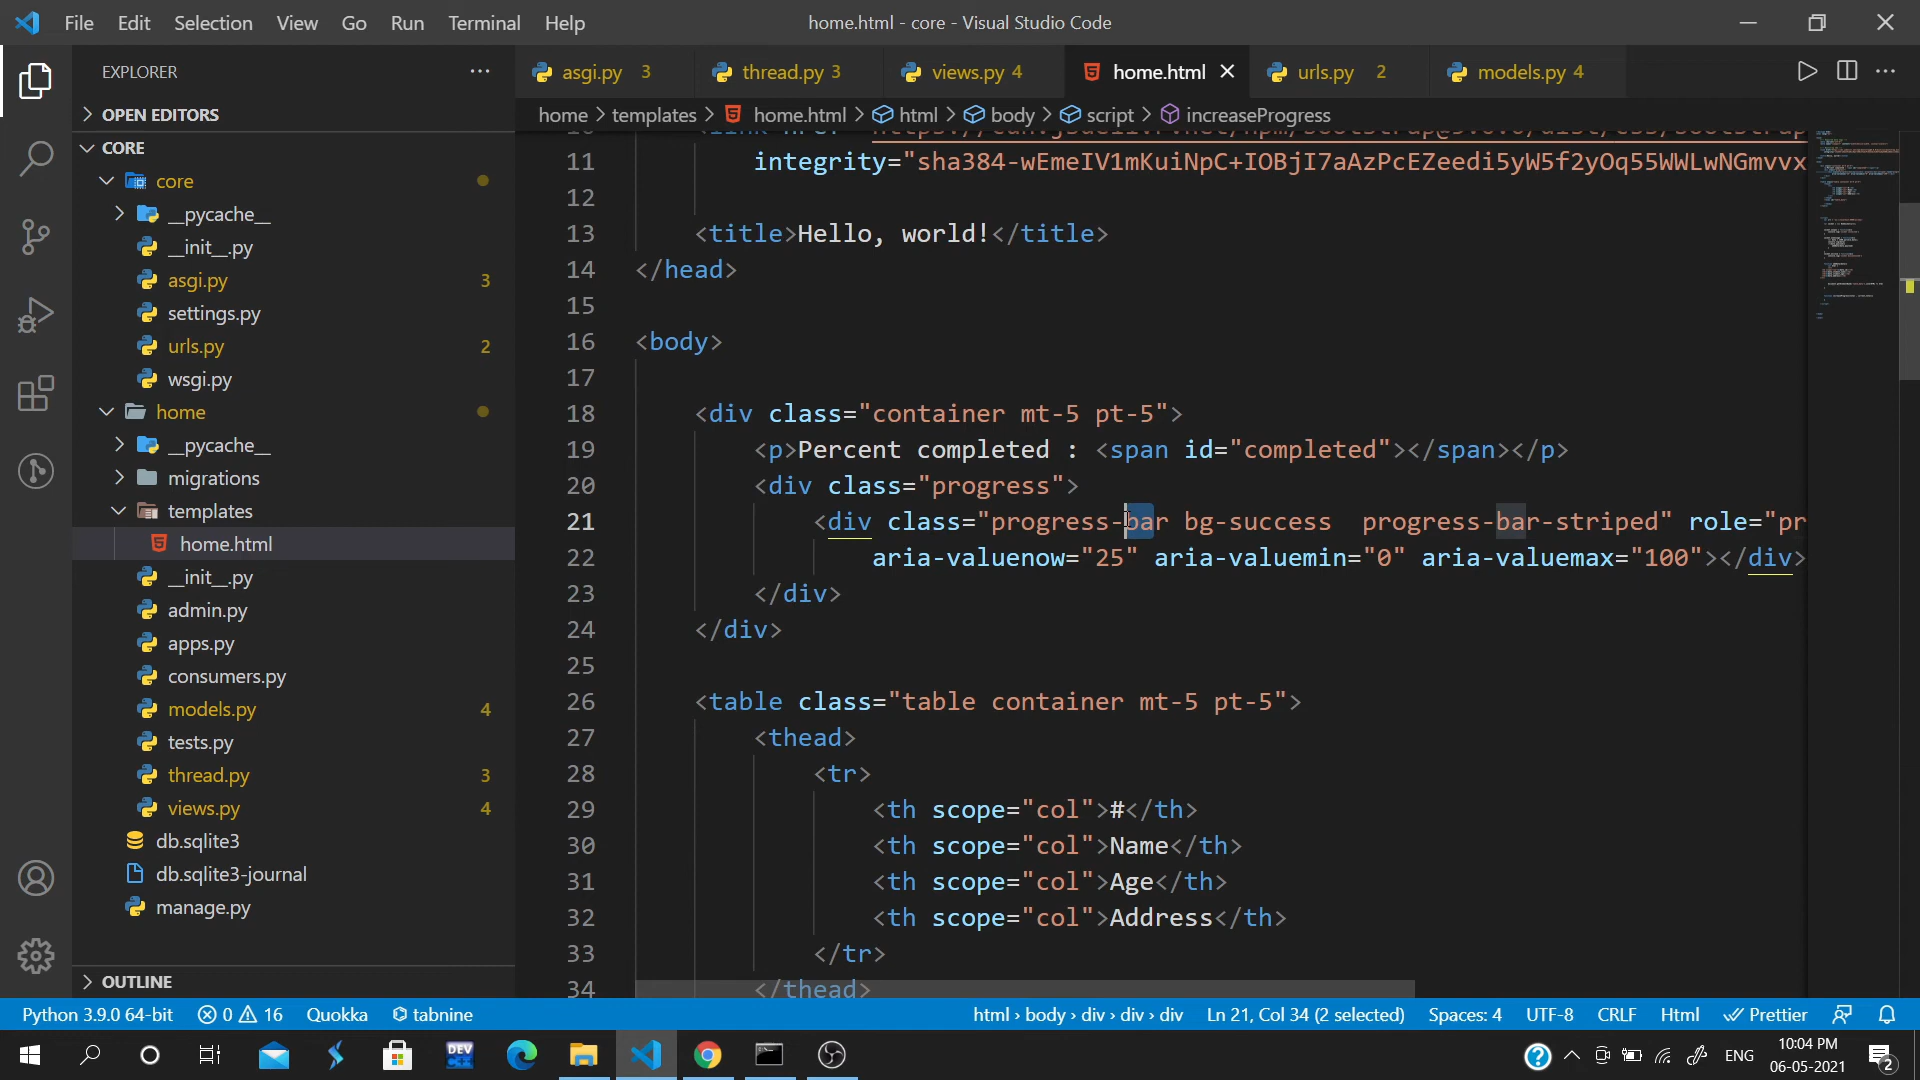 File Edit Selection View Go Run Terminal Help
home.html - core - Visual Studio Code
EXPLORER
asgi.py 3
thread.py 3
views.py 4
home.html
urls.py 2
models.py 4
home > templates > home.html > html > body > script > increaseProgress
OPEN EDITORS
CORE
core
__pycache__
__init__.py
asgi.py 3
settings.py
urls.py 2
wsgi.py
home
__pycache__
migrations
templates
home.html
__init__.py
admin.py
apps.py
consumers.py
models.py 4
tests.py
thread.py 3
views.py 4
db.sqlite3
db.sqlite3-journal
manage.py
OUTLINE
11 integrity="sha384-wEmeIV1mKuiNpC+IOBjI7aAzPcEZeedi5yW5f2yOq55WWLwNGmvvx
12
13 <title>Hello, world!</title>
14 </head>
15
16 <body>
17
18 <div class="container mt-5 pt-5">
19 <p>Percent completed : <span id="completed"></span></p>
20 <div class="progress">
21 <div class="progress-bar bg-success  progress-bar-striped" role="pr
22 aria-valuenow="25" aria-valuemin="0" aria-valuemax="100"></div>
23 </div>
24 </div>
25
26 <table class="table container mt-5 pt-5">
27 <thead>
28 <tr>
29 <th scope="col">#</th>
30 <th scope="col">Name</th>
31 <th scope="col">Age</th>
32 <th scope="col">Address</th>
33 </tr>
34 </thead>
Python 3.9.0 64-bit 0 16 Quokka tabnine
html › body › div › div › div Ln 21, Col 34 (2 selected) Spaces: 4 UTF-8 CRLF Html Prettier
DEV C++
ENG
10:04 PM
06-05-2021
2